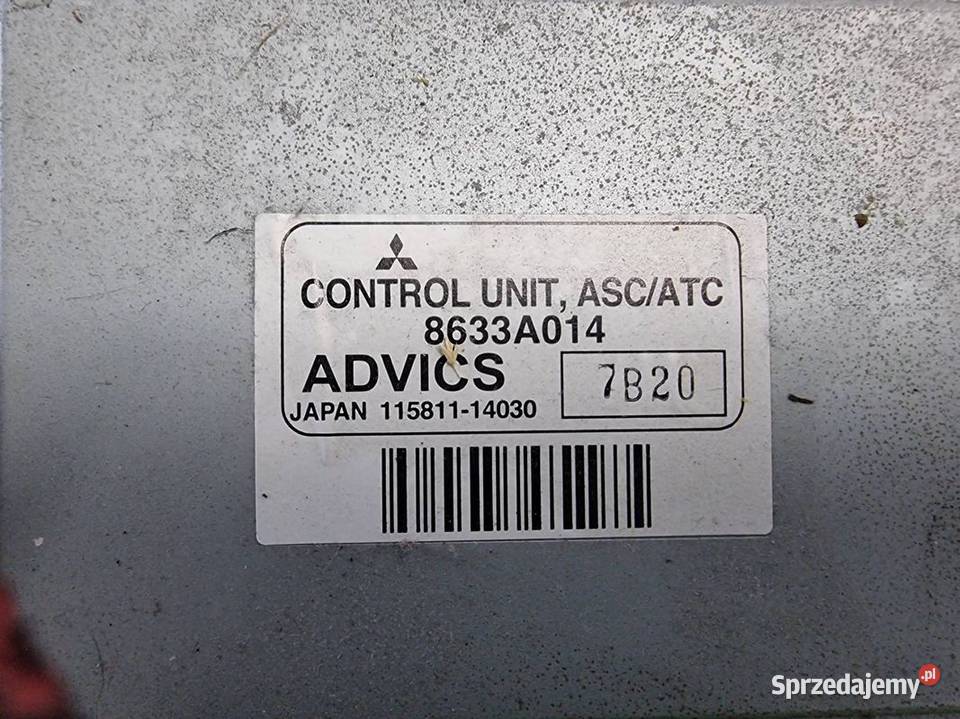 CONTROL UNIT, ASC/ATC
8633A014
ADVICS
7B20
JAPAN 115811-14030
Sprzedajemy.pl